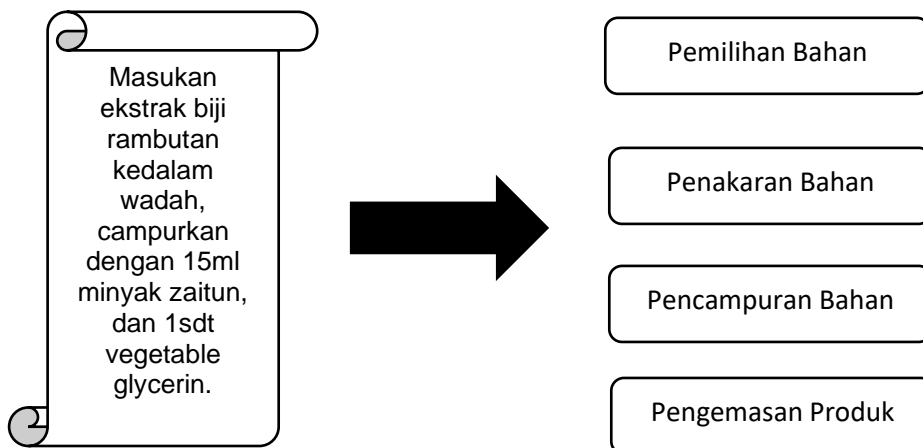 Masukan
ekstrak biji
rambutan
kedalam
wadah,
campurkan
dengan 15ml
minyak zaitun,
dan 1sdt
vegetable
glycerin.
Pemilihan Bahan
Penakaran Bahan
Pencampuran Bahan
Pengemasan Produk